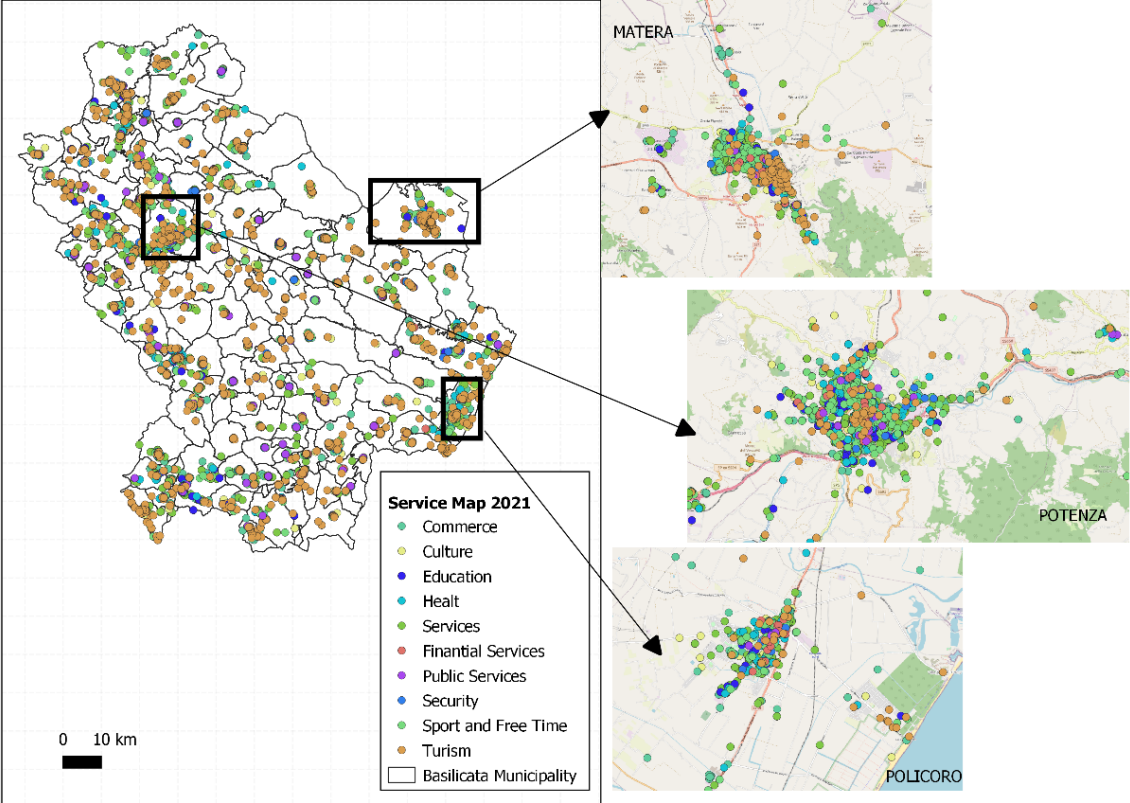 MATERA
POTENZA
POLICORO
Service Map 2021
Commerce
Culture
Education
Healt
Services
Finantial Services
Public Services
Security
Sport and Free Time
Turism
Basilicata Municipality
0 10 km